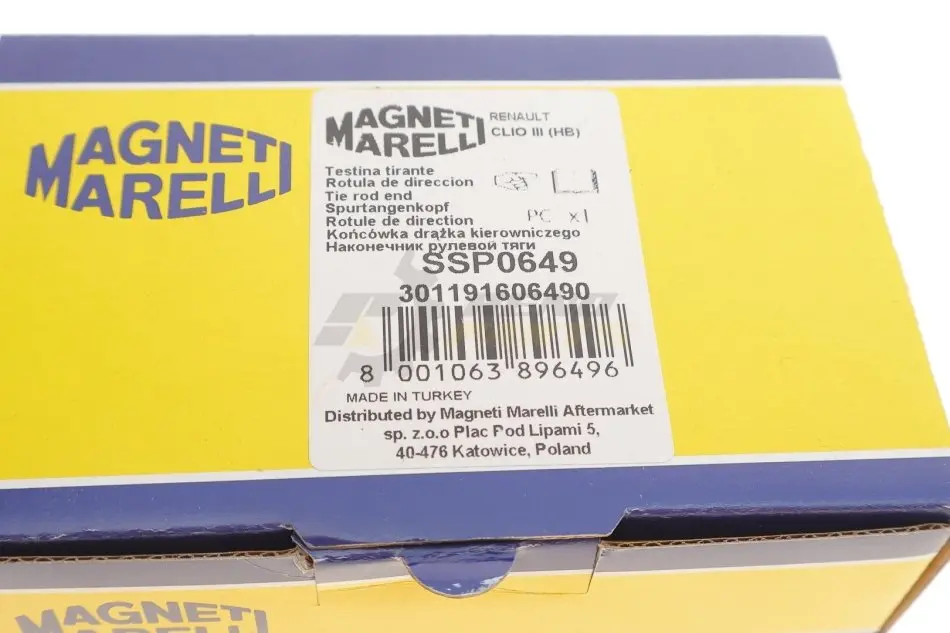 MAGNETI
MARELLI
MAGNETI
MARELLI
RENAULT
CLIO III (HB)
Testina tirante
Rotula de direccion
Tie rod end
Spurtangenkopf
Rotule de direction
Końcówka drążka kierowniczego
Наконечник рулевой тяги
PC x1
SSP0649
301191606490
8 001063 896496
MADE IN TURKEY
Distributed by Magneti Marelli Aftermarket
sp. z.o.o Plac Pod Lipami 5,
40-476 Katowice, Poland
MAGNETI
MARELLI